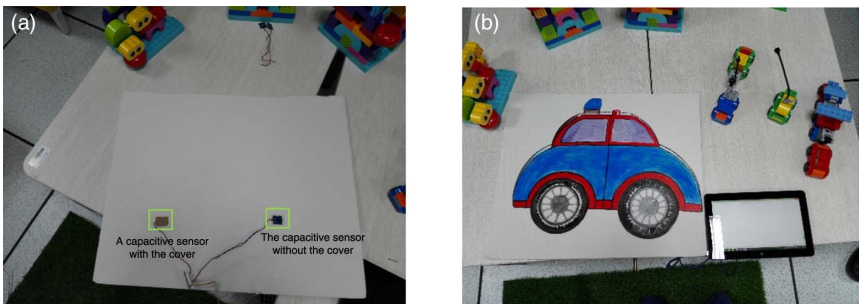 (a)
A capacitive sensor
with the cover
The capacitive sensor
without the cover
(b)